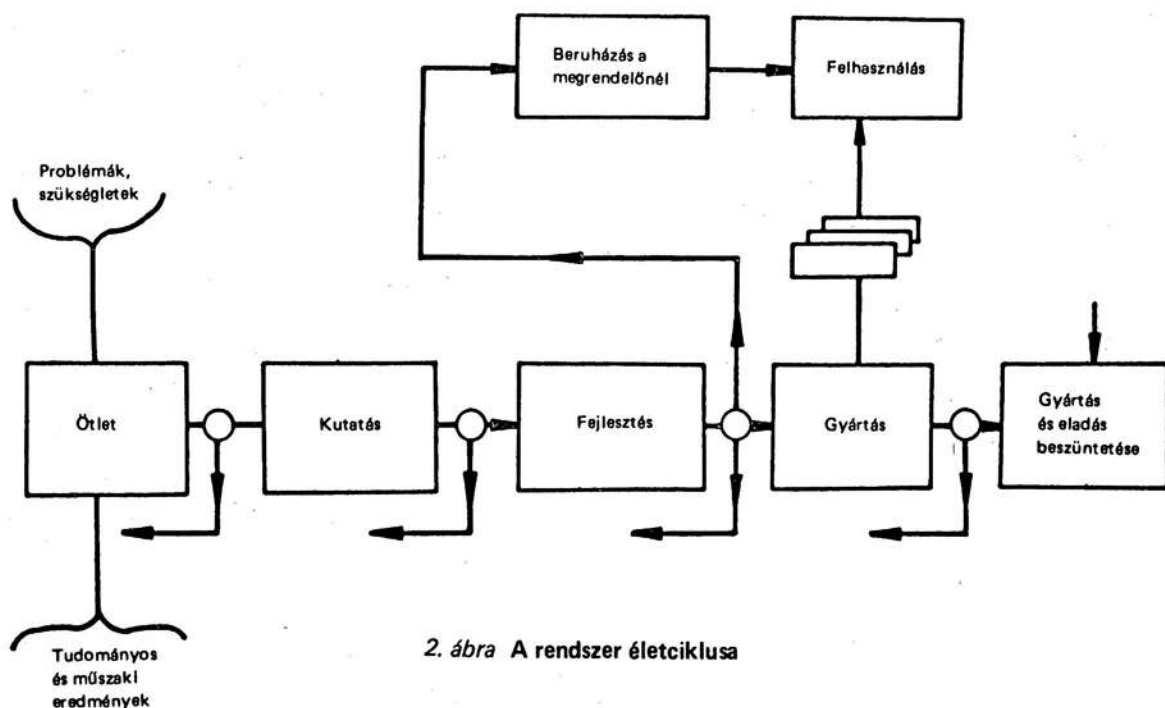 Beruházás a
megrendelőnél
Felhasználás
Problémák,
szükségletek
Ötlet
Kutatás
Fejlesztés
Gyártás
Gyártás
és eladás
beszüntetése
2. ábra A rendszer életciklusa
Tudományos
és műszaki
eredmények